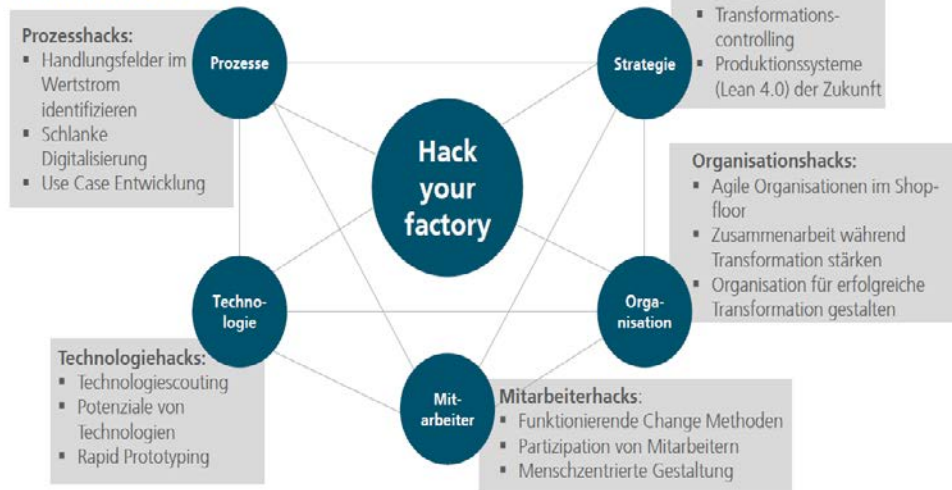 Prozesshacks:
▪ Handlungsfelder im
Wertstrom
identifizieren
▪ Schlanke
Digitalisierung
▪ Use Case Entwicklung
Prozesse
Strategie
▪ Transformations-
controlling
▪ Produktionssysteme
(Lean 4.0) der Zukunft
Hack
your
factory
Organisationshacks:
▪ Agile Organisationen im Shop-
floor
▪ Zusammenarbeit während
Transformation stärken
▪ Organisation für erfolgreiche
Transformation gestalten
Techno-
logie
Orga-
nisation
Technologiehacks:
▪ Technologiescouting
▪ Potenziale von
Technologien
▪ Rapid Prototyping
Mit-
arbeiter
Mitarbeiterhacks:
▪ Funktionierende Change Methoden
▪ Partizipation von Mitarbeitern
▪ Menschzentrierte Gestaltung